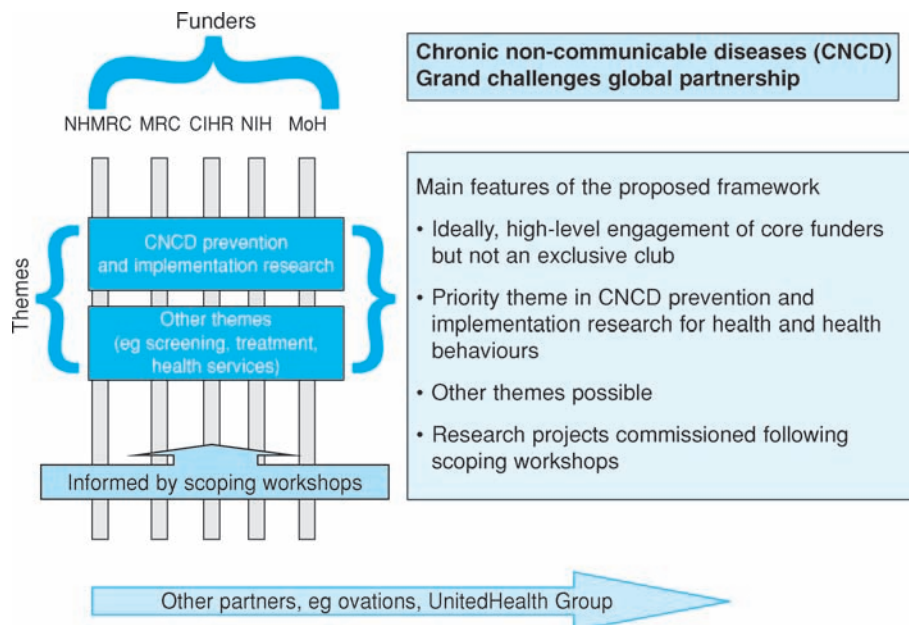 Funders
Chronic non-communicable diseases (CNCD)
Grand challenges global partnership
NHMRC MRC CIHR NIH MoH
Themes
CNCD prevention
and implementation research
Other themes
(eg screening, treatment,
health services)
Informed by scoping workshops
Main features of the proposed framework
• Ideally, high-level engagement of core funders
but not an exclusive club
• Priority theme in CNCD prevention and
implementation research for health and health
behaviours
• Other themes possible
• Research projects commissioned following
scoping workshops
Other partners, eg ovations, UnitedHealth Group